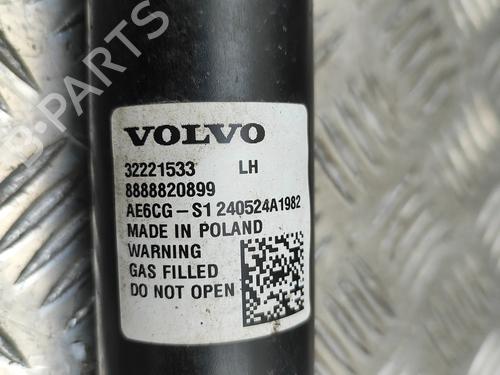 B-PARTS
VOLVO
32221533 LH
8888820899
AE6CG-S1 240524A1982
MADE IN POLAND
WARNING
GAS FILLED
DO NOT OPEN